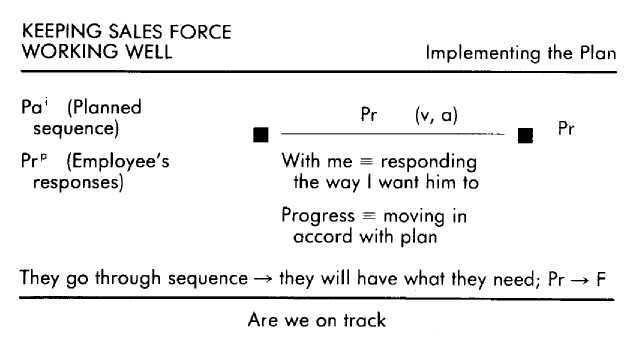 KEEPING SALES FORCE
WORKING WELL
Implementing the Plan
Paⁱ (Planned
sequence)
Prᵖ (Employee's
responses)
Pr (v, a)
Pr
With me ≡ responding
the way I want him to
Progress ≡ moving in
accord with plan
They go through sequence → they will have what they need; Pr → F
Are we on track